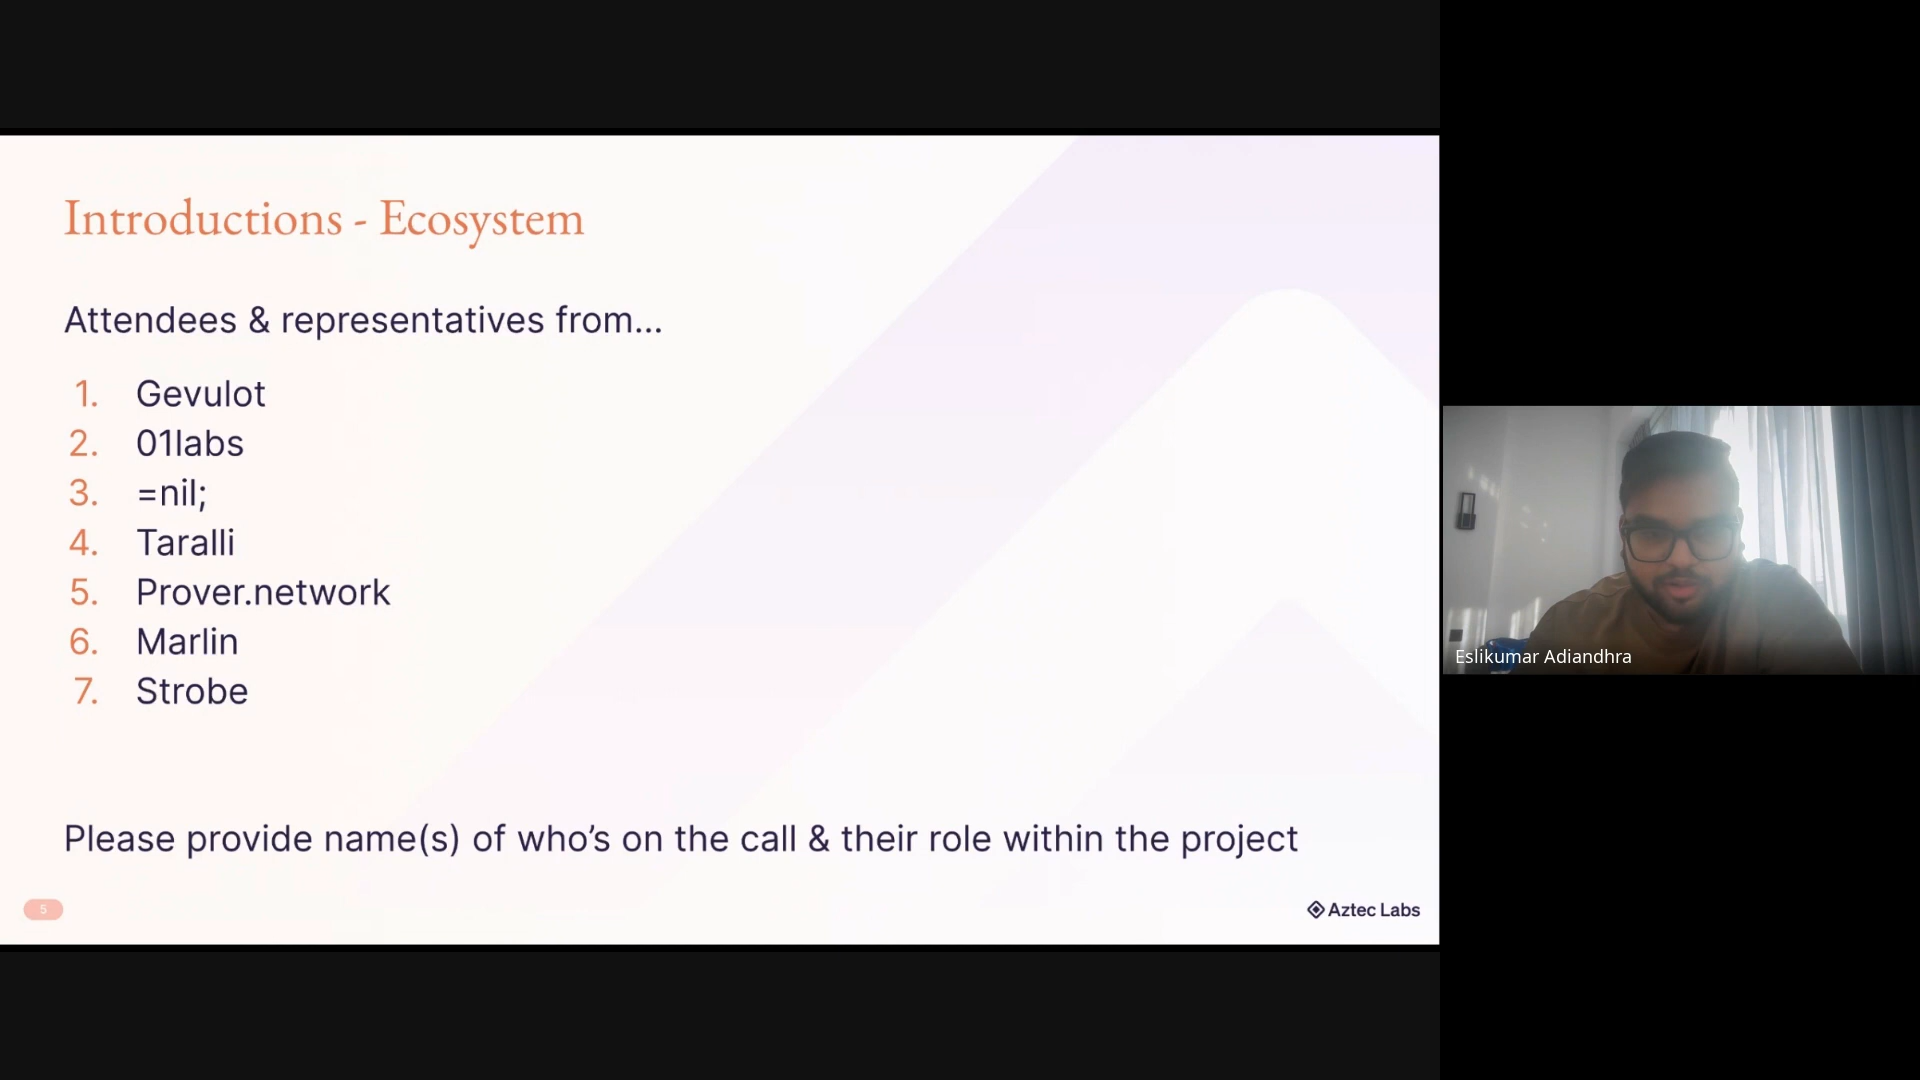 Introductions - Ecosystem
Attendees & representatives from...
1. Gevulot
2. 01labs
3. =nil;
4. Taralli
5. Prover.network
6. Marlin
7. Strobe
Please provide name(s) of who’s on the call & their role within the project
5
Aztec Labs
Eslikumar Adiandhra